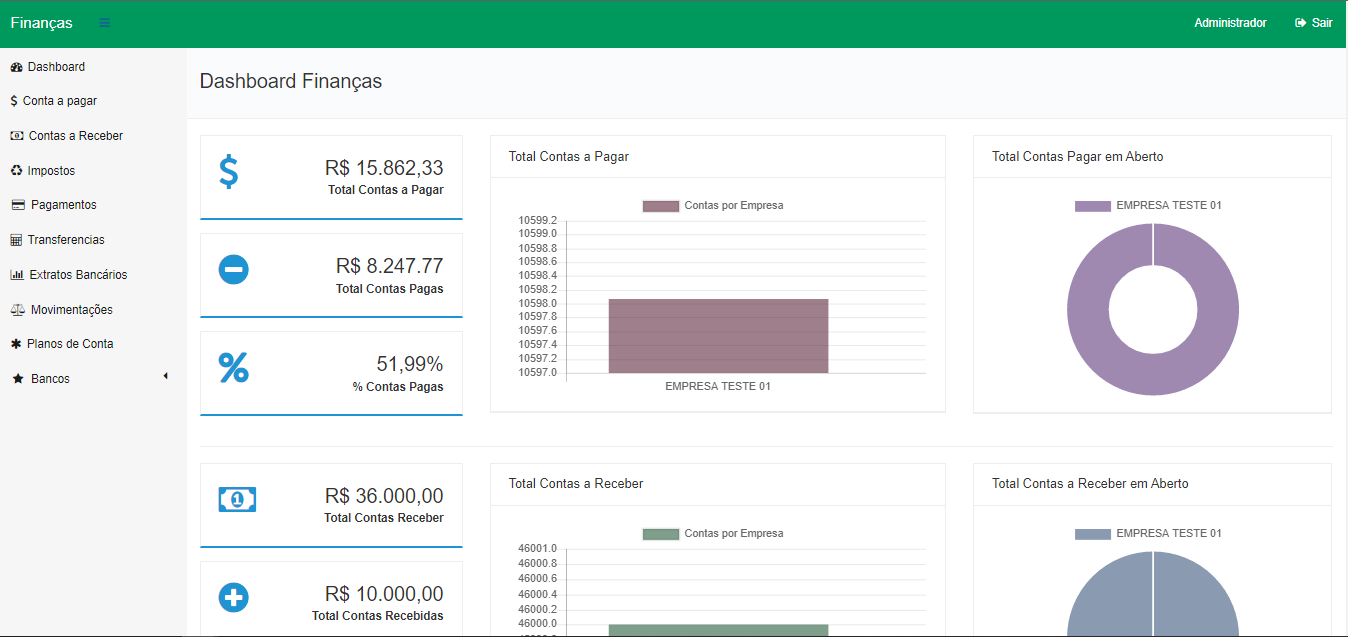 Finanças
Administrador
Sair
Dashboard
Conta a pagar
Contas a Receber
Impostos
Pagamentos
Transferencias
Extratos Bancários
Movimentações
Planos de Conta
Bancos
Dashboard Finanças
R$ 15.862,33
Total Contas a Pagar
R$ 8.247.77
Total Contas Pagas
51,99%
% Contas Pagas
Total Contas a Pagar
Contas por Empresa
10599.2
10599.0
10598.8
10598.6
10598.4
10598.2
10598.0
10597.8
10597.6
10597.4
10597.2
10597.0
EMPRESA TESTE 01
Total Contas Pagar em Aberto
EMPRESA TESTE 01
R$ 36.000,00
Total Contas Receber
R$ 10.000,00
Total Contas Recebidas
Total Contas a Receber
Contas por Empresa
46001.0
46000.8
46000.6
46000.4
46000.2
46000.0
Total Contas a Receber em Aberto
EMPRESA TESTE 01